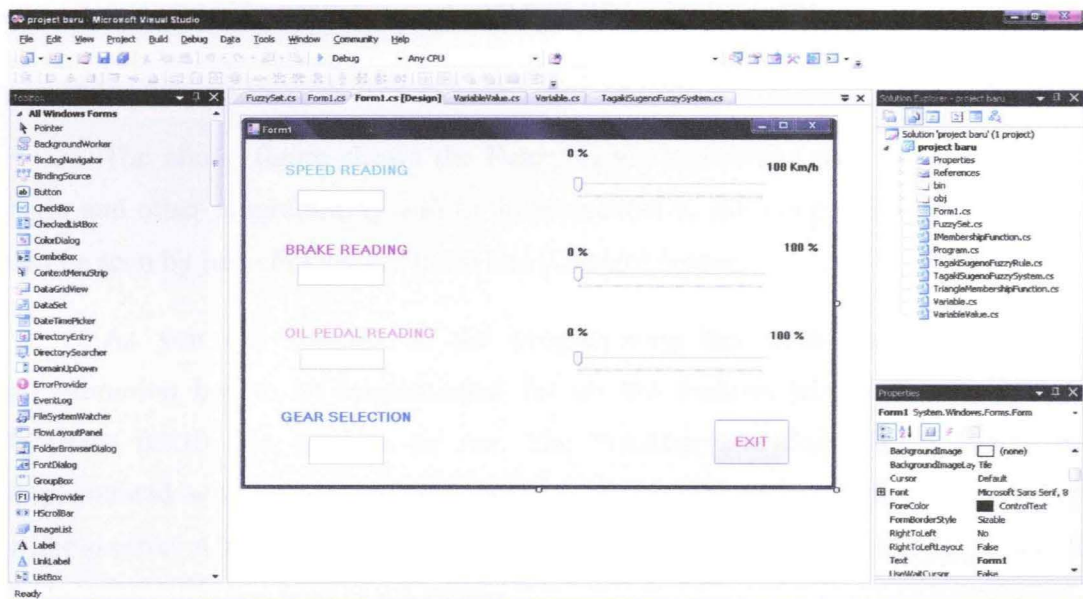 project baru - Microsoft Visual Studio
File Edit View Project Build Debug Data Tools Window Community Help
Debug Any CPU
Toolbox
All Windows Forms
Pointer
BackgroundWorker
BindingNavigator
BindingSource
Button
CheckBox
CheckedListBox
ColorDialog
ComboBox
ContextMenuStrip
DataGridView
DataSet
DateTimePicker
DirectoryEntry
DirectorySearcher
DomainUpDown
ErrorProvider
EventLog
FileSystemWatcher
FlowLayoutPanel
FolderBrowserDialog
FontDialog
GroupBox
HelpProvider
HScrollBar
ImageList
Label
LinkLabel
ListBox
Ready
FuzzySet.cs Form1.cs Form1.cs [Design] VariableValue.cs Variable.cs TagakiSugenoFuzzySystem.cs
Form1
SPEED READING
0 %
100 Km/h
BRAKE READING
0 %
100 %
OIL PEDAL READING
0 %
100 %
GEAR SELECTION
EXIT
Solution Explorer - project baru
Solution 'project baru' (1 project)
project baru
Properties
References
bin
obj
Form1.cs
FuzzySet.cs
IMembershipFunction.cs
Program.cs
TagakiSugenoFuzzyRule.cs
TagakiSugenoFuzzySystem.cs
TriangleMembershipFunction.cs
Variable.cs
VariableValue.cs
Properties
Form1 System.Windows.Forms.Form
BackgroundImage (none)
BackgroundImageLay Tile
Cursor Default
Font Microsoft Sans Serif, 8
ForeColor ControlText
FormBorderStyle Sizable
RightToLeft No
RightToLeftLayout False
Text Form1
UseWaitCursor False